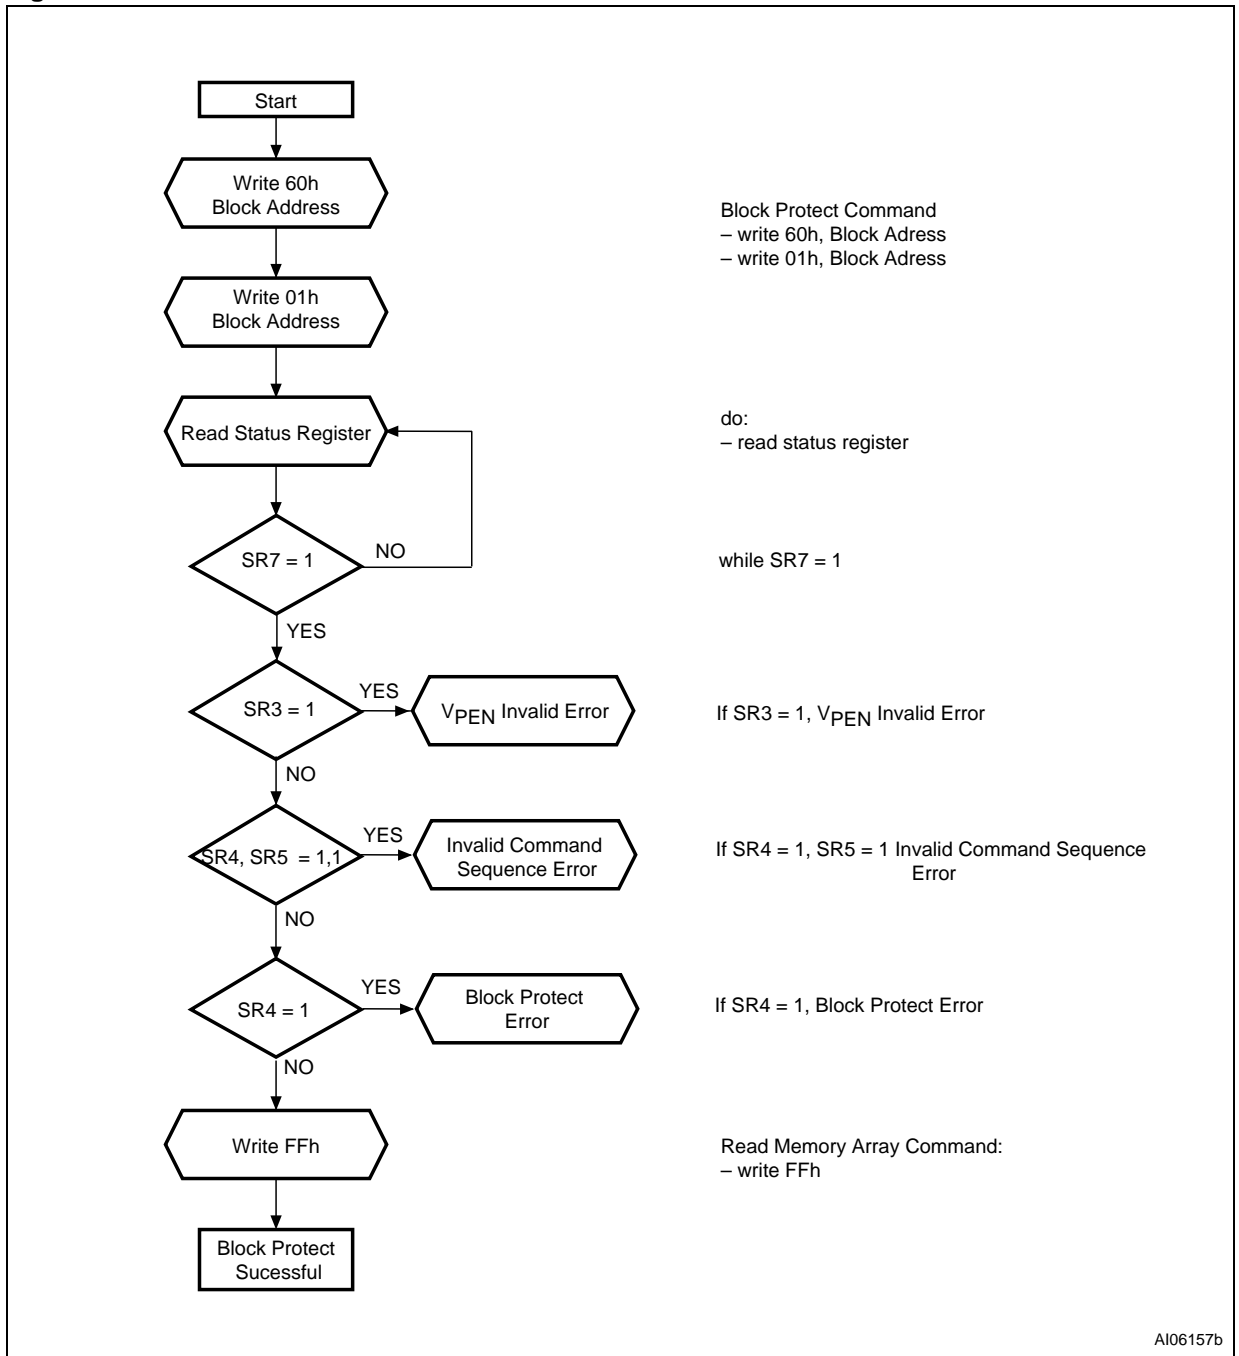 Start
Write 60h
Block Address
Block Protect Command
– write 60h, Block Adress
– write 01h, Block Adress
Write 01h
Block Address
Read Status Register
do:
– read status register
SR7 = 1
NO
while SR7 = 1
YES
SR3 = 1
YES
VPEN Invalid Error
If SR3 = 1, VPEN Invalid Error
NO
SR4, SR5 = 1,1
YES
Invalid Command
Sequence Error
If SR4 = 1, SR5 = 1 Invalid Command Sequence
Error
NO
SR4 = 1
YES
Block Protect
Error
If SR4 = 1, Block Protect Error
NO
Write FFh
Read Memory Array Command:
– write FFh
Block Protect
Sucessful
AI06157b